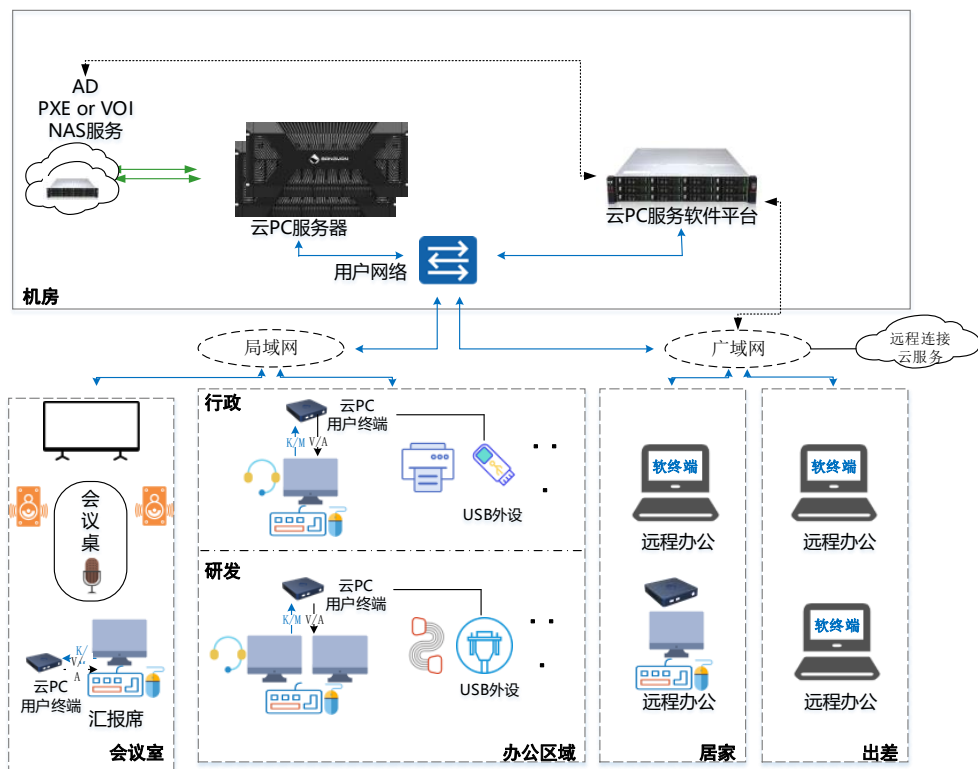 AD
PXE or VOI
NAS服务
云PC服务器
云PC服务软件平台
用户网络
机房
局域网
广域网
远程连接
云服务
会议桌
K/
V/
A
云PC
用户终端
汇报席
会议室
行政
云PC
用户终端
K/M
V/A
USB外设
研发
云PC
用户终端
K/M
V/A
USB外设
办公区域
软终端
远程办公
远程办公
居家
软终端
远程办公
软终端
远程办公
出差